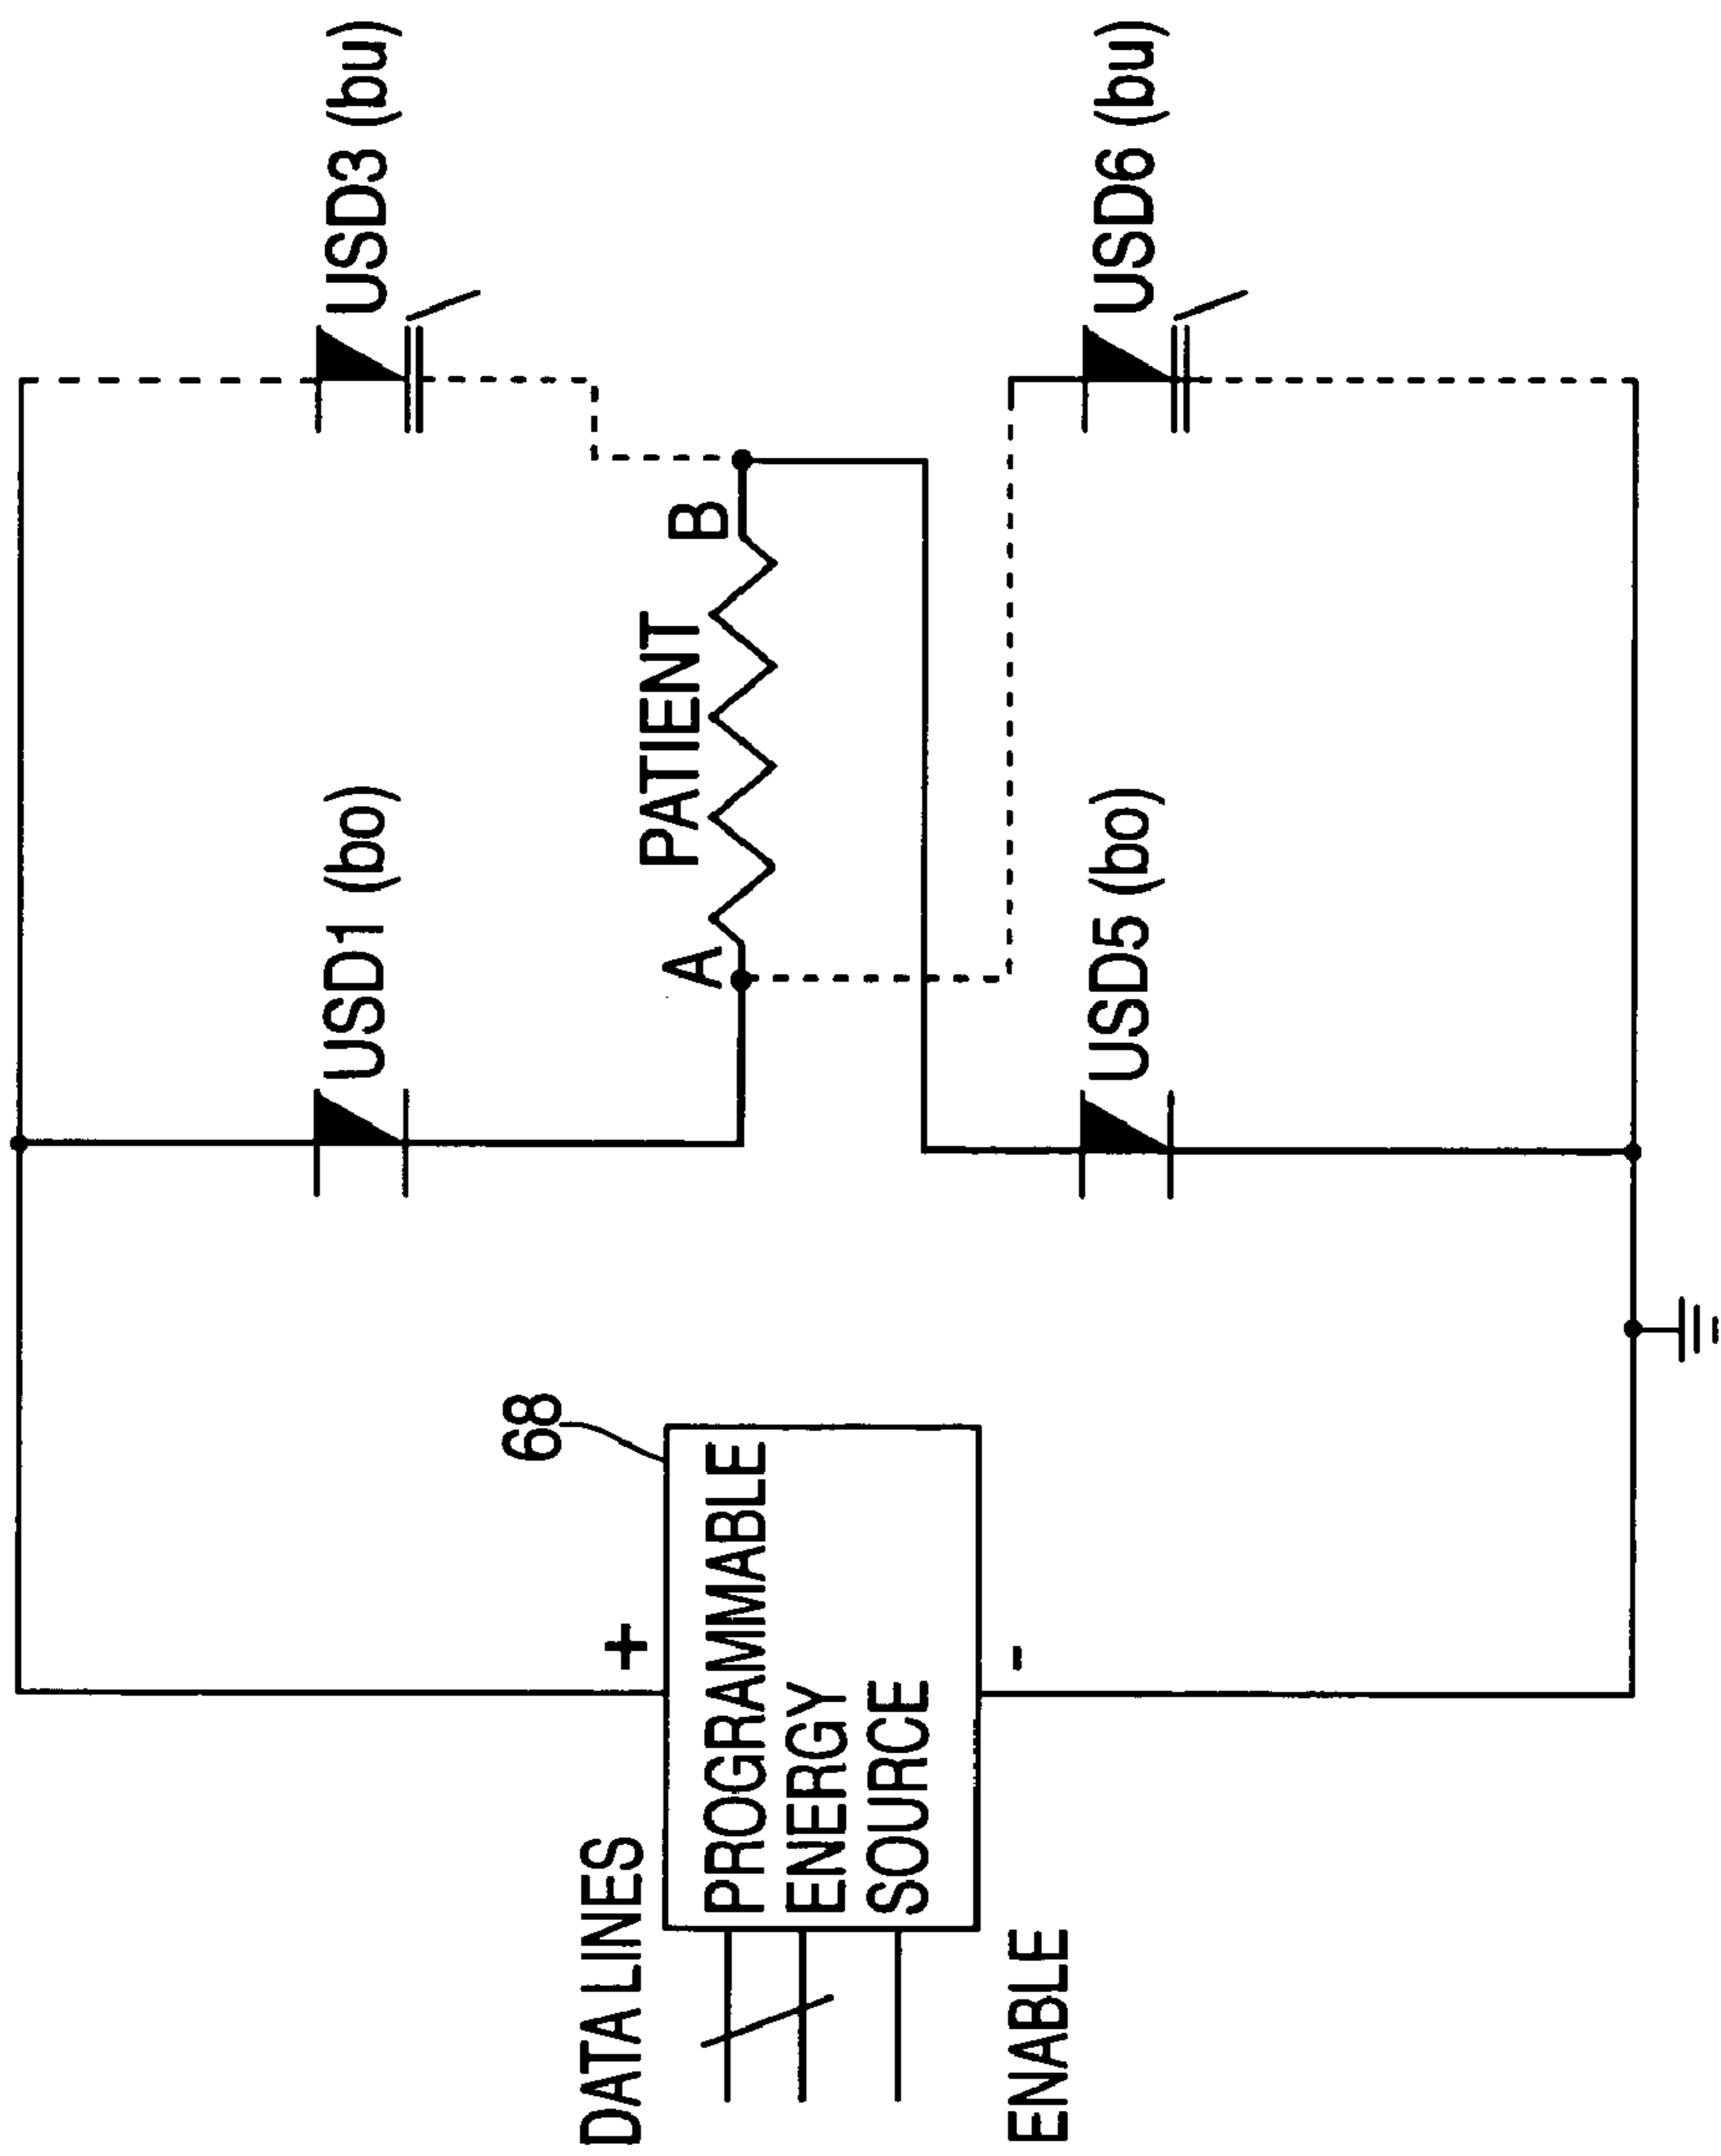 USD1 (bo)
USD3 (bu)
68
PATIENT
A
B
DATA LINES
+
PROGRAMMABLE
ENERGY
SOURCE
-
ENABLE
USD5 (bo)
USD6 (bu)